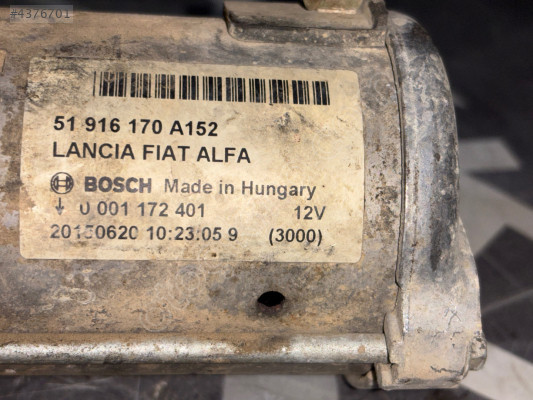 #4376701
51 916 170 A152
LANCIA FIAT ALFA
BOSCH Made in Hungary
0 001 172 401 12V
20150620 10:23.05 9 (3000)